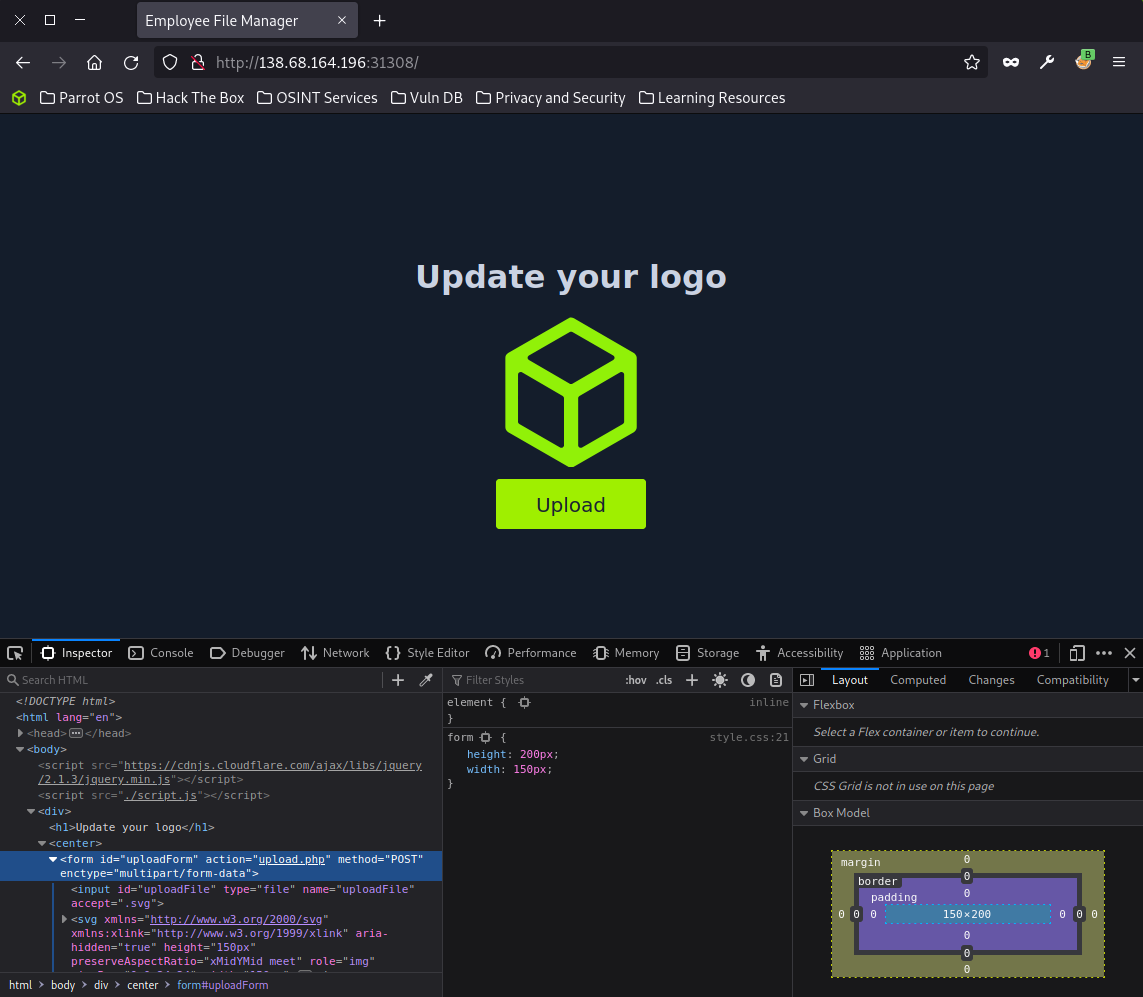 Employee File Manager
http://138.68.164.196:31308/
B
Parrot OS Hack The Box OSINT Services Vuln DB Privacy and Security Learning Resources
Update your logo
Upload
Inspector Console Debugger Network Style Editor Performance Memory Storage Accessibility Application 1
Search HTML
Filter Styles :hov .cls
Layout Computed Changes Compatibility
<!DOCTYPE html>
<html lang="en">
<head> ••• </head>
<body>
<script src="https://cdnjs.cloudflare.com/ajax/libs/jquery
/2.1.3/jquery.min.js"></script>
<script src="./script.js"></script>
<div>
<h1>Update your logo</h1>
<center>
<form id="uploadForm" action="upload.php" method="POST"
enctype="multipart/form-data">
<input id="uploadFile" type="file" name="uploadFile"
accept=".svg">
<svg xmlns="http://www.w3.org/2000/svg"
xmlns:xlink="http://www.w3.org/1999/xlink" aria-
hidden="true" height="150px"
preserveAspectRatio="xMidYMid meet" role="img"
html > body > div > center > form#uploadForm
element { inline
}
form { style.css:21
height: 200px;
width: 150px;
}
Flexbox
Select a Flex container or item to continue.
Grid
CSS Grid is not in use on this page
Box Model
margin 0
border 0
padding 0
0 0 0 150×200 0 0 0
0
0
0